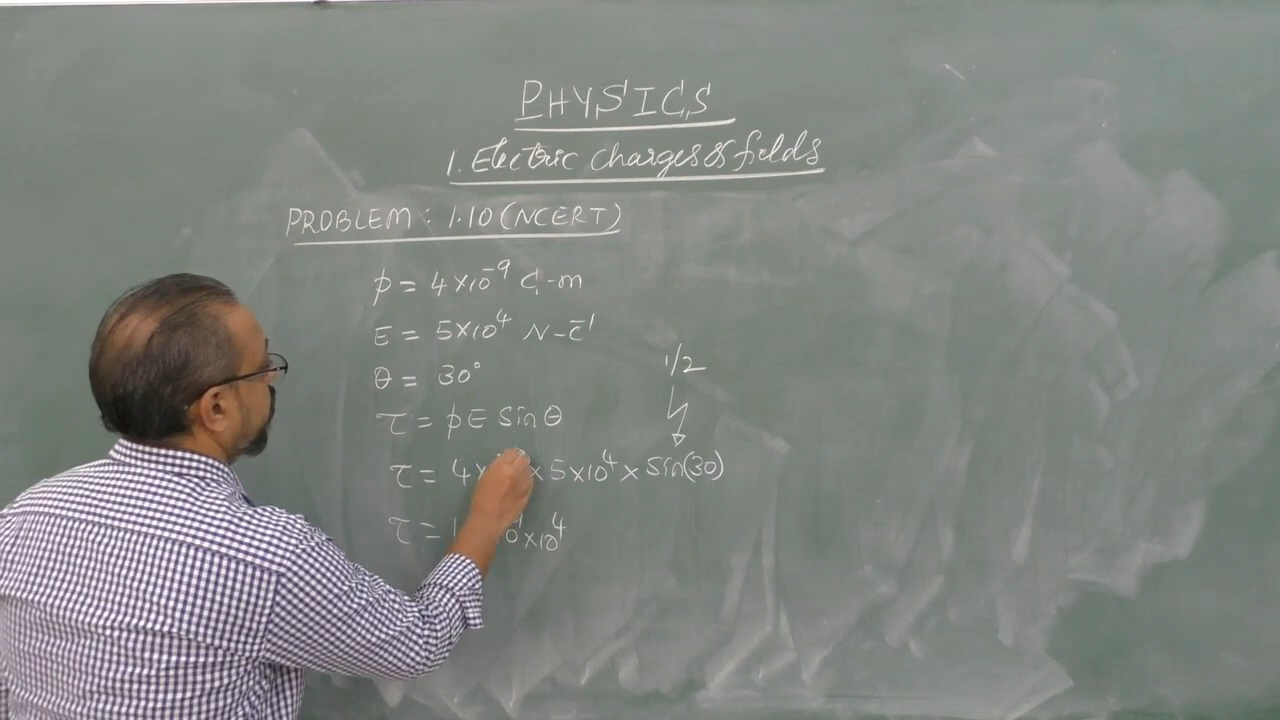 PHYSICS
1. Electric charges & fields
PROBLEM: 1.10 (NCERT)
p = 4×10⁻⁹ C-m
E = 5×10⁴ N-C⁻¹
θ = 30°
1/2
τ = pE sinθ
τ = 4× ×5×10⁴× sin(30)
τ = ×10⁴